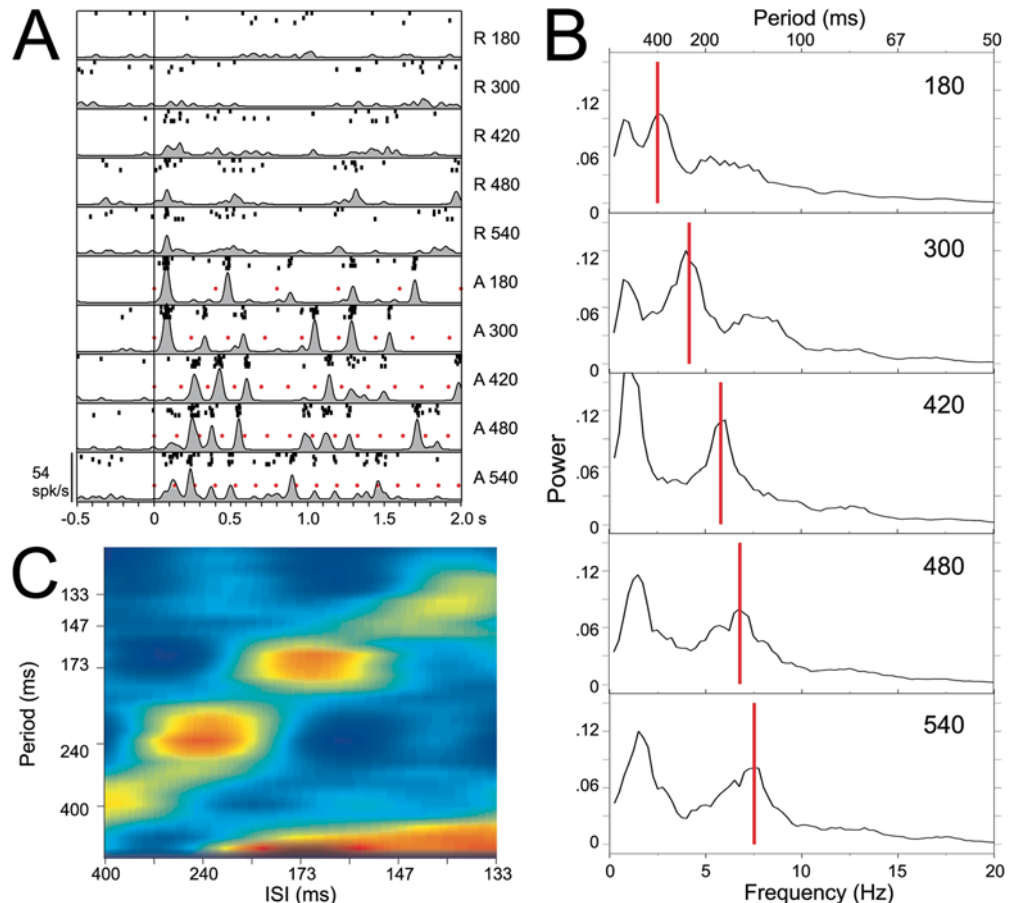 A
R 180
R 300
R 420
R 480
R 540
A 180
A 300
A 420
A 480
A 540
54
spk/s
-0.5 0 0.5 1.0 1.5 2.0 s
B
Period (ms)
400 200 100 67 50
180
.12
.06
0
300
.12
.06
0
420
.12
.06
0
480
.12
.06
0
540
.12
.06
0
Power
0 5 10 15 20
Frequency (Hz)
C
133
147
173
240
400
Period (ms)
400 240 173 147 133
ISI (ms)